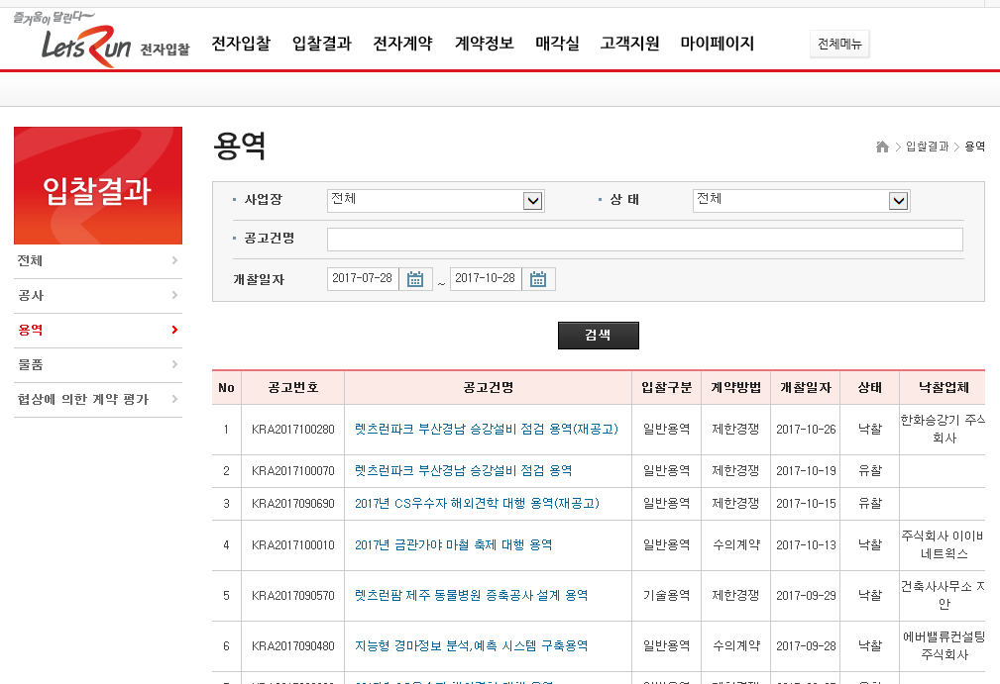 즐거움이 달린다~
Let's Run 전자입찰
전자입찰 입찰결과 전자계약 계약정보 매각실 고객지원 마이페이지 전체메뉴
입찰결과
전체
공사
용역
물품
협상에 의한 계약 평가
용역
입찰결과 > 용역
사업장 전체 상 태 전체
공고건명
개찰일자 2017-07-28 ~ 2017-10-28
검색
No 공고번호 공고건명 입찰구분 계약방법 개찰일자 상태 낙찰업체
1 KRA2017100280 렛츠런파크 부산경남 승강설비 점검 용역(재공고) 일반용역 제한경쟁 2017-10-26 낙찰 한화승강기 주식
회사
2 KRA2017100070 렛츠런파크 부산경남 승강설비 점검 용역 일반용역 제한경쟁 2017-10-19 유찰
3 KRA2017090690 2017년 CS우수자 해외견학 대행 용역(재공고) 일반용역 제한경쟁 2017-10-15 유찰
4 KRA2017100010 2017년 금관가야 마철 축제 대행 용역 일반용역 수의계약 2017-10-13 낙찰 주식회사
네트웍스
5 KRA2017090570 렛츠런팜 제주 동물병원 증축공사 설계 용역 기술용역 제한경쟁 2017-09-29 낙찰 건축사사무소
안
6 KRA2017090480 지능형 경마정보 분석,예측 시스템 구축용역 일반용역 수의계약 2017-09-28 낙찰 에버밸류컨설팅
주식회사